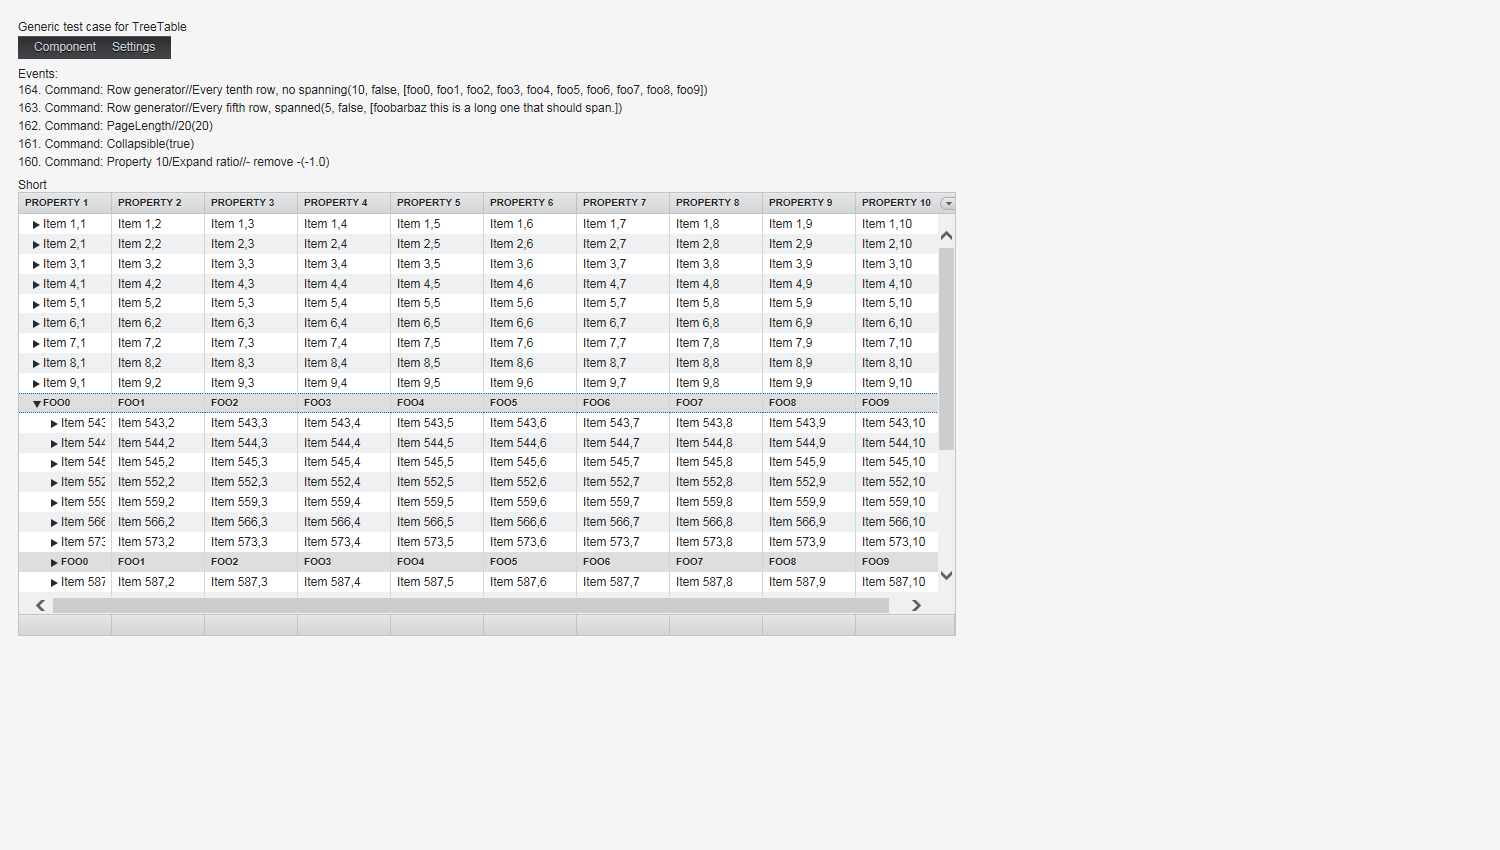 Generic test case for TreeTable
Component Settings
Events:
164. Command: Row generator//Every tenth row, no spanning(10, false, [foo0, foo1, foo2, foo3, foo4, foo5, foo6, foo7, foo8, foo9])
163. Command: Row generator//Every fifth row, spanned(5, false, [foobarbaz this is a long one that should span.])
162. Command: PageLength//20(20)
161. Command: Collapsible(true)
160. Command: Property 10/Expand ratio//- remove -(-1.0)
Short
PROPERTY 1 PROPERTY 2 PROPERTY 3 PROPERTY 4 PROPERTY 5 PROPERTY 6 PROPERTY 7 PROPERTY 8 PROPERTY 9 PROPERTY 10
Item 1,1 Item 1,2 Item 1,3 Item 1,4 Item 1,5 Item 1,6 Item 1,7 Item 1,8 Item 1,9 Item 1,10
Item 2,1 Item 2,2 Item 2,3 Item 2,4 Item 2,5 Item 2,6 Item 2,7 Item 2,8 Item 2,9 Item 2,10
Item 3,1 Item 3,2 Item 3,3 Item 3,4 Item 3,5 Item 3,6 Item 3,7 Item 3,8 Item 3,9 Item 3,10
Item 4,1 Item 4,2 Item 4,3 Item 4,4 Item 4,5 Item 4,6 Item 4,7 Item 4,8 Item 4,9 Item 4,10
Item 5,1 Item 5,2 Item 5,3 Item 5,4 Item 5,5 Item 5,6 Item 5,7 Item 5,8 Item 5,9 Item 5,10
Item 6,1 Item 6,2 Item 6,3 Item 6,4 Item 6,5 Item 6,6 Item 6,7 Item 6,8 Item 6,9 Item 6,10
Item 7,1 Item 7,2 Item 7,3 Item 7,4 Item 7,5 Item 7,6 Item 7,7 Item 7,8 Item 7,9 Item 7,10
Item 8,1 Item 8,2 Item 8,3 Item 8,4 Item 8,5 Item 8,6 Item 8,7 Item 8,8 Item 8,9 Item 8,10
Item 9,1 Item 9,2 Item 9,3 Item 9,4 Item 9,5 Item 9,6 Item 9,7 Item 9,8 Item 9,9 Item 9,10
FOO0 FOO1 FOO2 FOO3 FOO4 FOO5 FOO6 FOO7 FOO8 FOO9
Item 543 Item 543,2 Item 543,3 Item 543,4 Item 543,5 Item 543,6 Item 543,7 Item 543,8 Item 543,9 Item 543,10
Item 544 Item 544,2 Item 544,3 Item 544,4 Item 544,5 Item 544,6 Item 544,7 Item 544,8 Item 544,9 Item 544,10
Item 545 Item 545,2 Item 545,3 Item 545,4 Item 545,5 Item 545,6 Item 545,7 Item 545,8 Item 545,9 Item 545,10
Item 552 Item 552,2 Item 552,3 Item 552,4 Item 552,5 Item 552,6 Item 552,7 Item 552,8 Item 552,9 Item 552,10
Item 559 Item 559,2 Item 559,3 Item 559,4 Item 559,5 Item 559,6 Item 559,7 Item 559,8 Item 559,9 Item 559,10
Item 566 Item 566,2 Item 566,3 Item 566,4 Item 566,5 Item 566,6 Item 566,7 Item 566,8 Item 566,9 Item 566,10
Item 573 Item 573,2 Item 573,3 Item 573,4 Item 573,5 Item 573,6 Item 573,7 Item 573,8 Item 573,9 Item 573,10
FOO0 FOO1 FOO2 FOO3 FOO4 FOO5 FOO6 FOO7 FOO8 FOO9
Item 587 Item 587,2 Item 587,3 Item 587,4 Item 587,5 Item 587,6 Item 587,7 Item 587,8 Item 587,9 Item 587,10